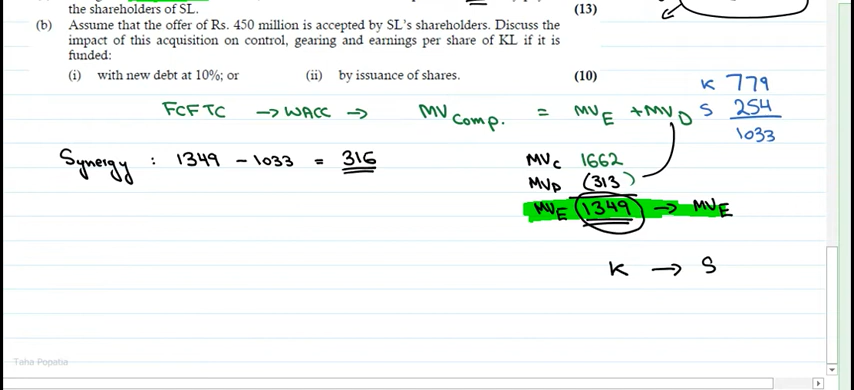 the shareholders of SL. (13)
(b) Assume that the offer of Rs. 450 million is accepted by SL's shareholders. Discuss the
impact of this acquisition on control, gearing and earnings per share of KL if it is
funded:
(i) with new debt at 10%; or (ii) by issuance of shares. (10)
K 779
FCFTC → WACC → MV Comp. = MVE + MVD S 254
1033
Synergy : 1349 - 1033 = 316 MVC 1662
MVD (313)
MVE 1349 → MVE
K → S
Taha Popatia